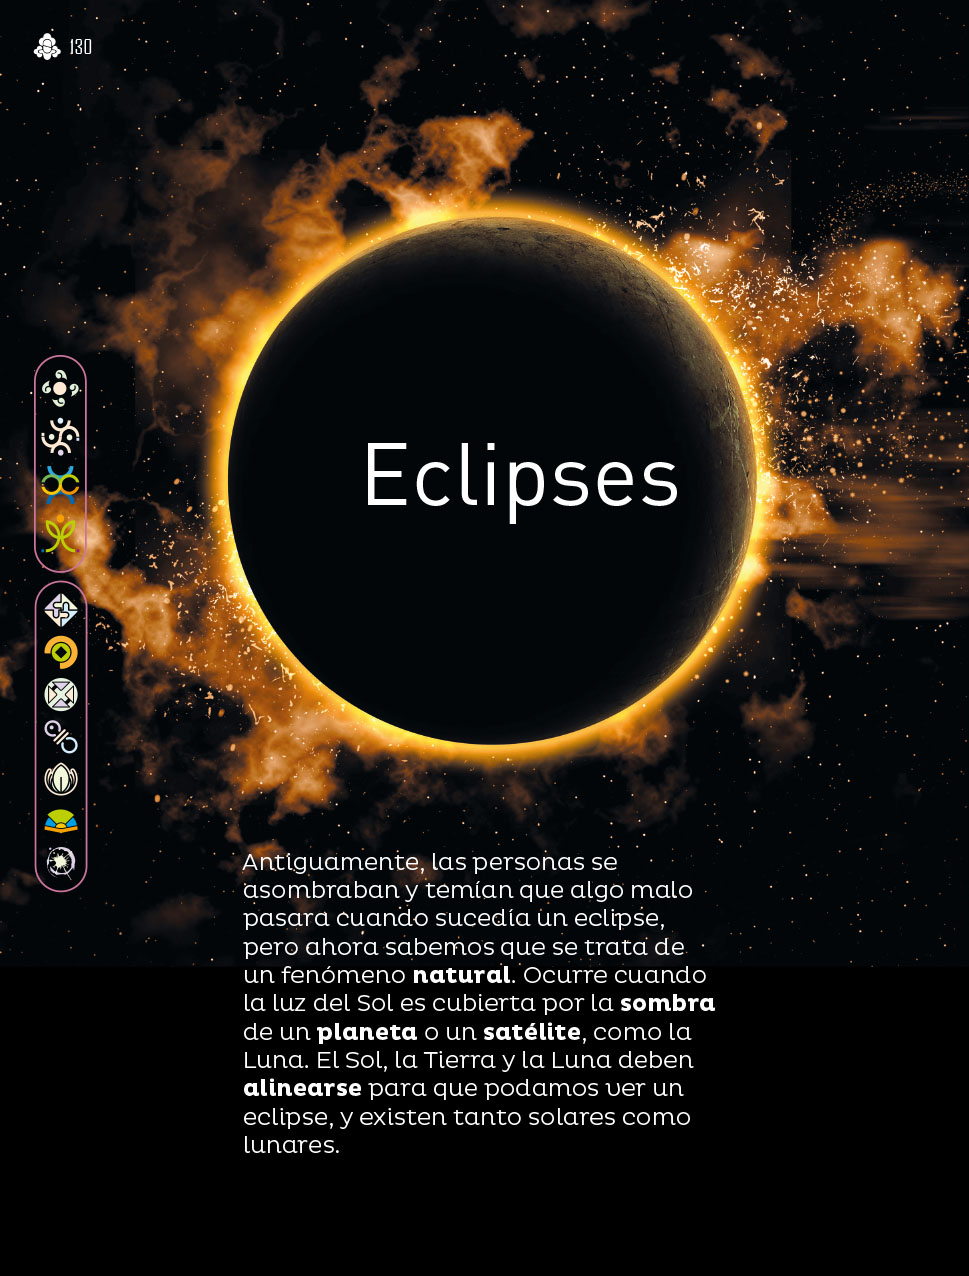 130
Eclipses
Antiguamente, las personas se
asombraban y temían que algo malo
pasara cuando sucedía un eclipse,
pero ahora sabemos que se trata de
un fenómeno natural. Ocurre cuando
la luz del Sol es cubierta por la sombra
de un planeta o un satélite, como la
Luna. El Sol, la Tierra y la Luna deben
alinearse para que podamos ver un
eclipse, y existen tanto solares como
lunares.